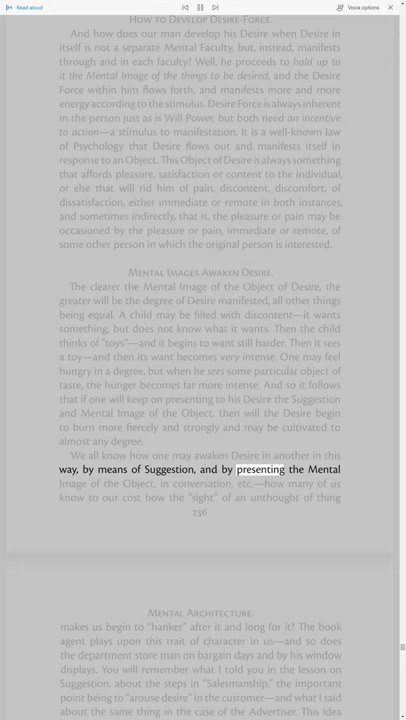 Read aloud
Voice options
How to Develop Desire-Force.
And how does our man develop his Desire when Desire in
itself is not a separate Mental Faculty, but, instead, manifests
through and in each faculty? Well, he proceeds to hold up to
it the Mental Image of the things to be desired, and the Desire
Force within him flows forth, and manifests more and more
energy according to the stimulus. Desire Force is always inherent
in the person just as is Will Power, but both need an incentive
to action—a stimulus to manifestation. It is a well-known law
of Psychology that Desire flows out and manifests itself in
response to an Object. This Object of Desire is always something
that affords pleasure, satisfaction or content to the individual,
or else that will rid him of pain, discontent, discomfort, of
dissatisfaction, either immediate or remote in both instances,
and sometimes indirectly, that is, the pleasure or pain may be
occasioned by the pleasure or pain, immediate or remote, of
some other person in which the original person is interested.
Mental Images Awaken Desire.
The clearer the Mental Image of the Object of Desire, the
greater will be the degree of Desire manifested, all other things
being equal. A child may be filled with discontent—it wants
something, but does not know what it wants. Then the child
thinks of "toys"—and it begins to want still harder. Then it sees
a toy—and then its want becomes very intense. One may feel
hungry in a degree, but when he sees some particular object of
taste, the hunger becomes far more intense. And so it follows
that if one will keep on presenting to his Desire the Suggestion
and Mental Image of the Object, then will the Desire begin
to burn more fiercely and strongly and may be cultivated to
almost any degree.
We all know how one may awaken Desire in another in this
way, by means of Suggestion, and by presenting the Mental
Image of the Object, in conversation, etc.—how many of us
know to our cost how the "sight" of an unthought of thing
236
Mental Architecture.
makes us begin to "hanker" after it and long for it? The book
agent plays upon this trait of character in us—and so does
the department store man on bargain days and by his window
displays. You will remember what I told you in the lesson on
Suggestion, about the steps in "Salesmanship," the important
point being to "arouse desire" in the customer—and what I said
about the same thing in the case of the Advertiser. This idea